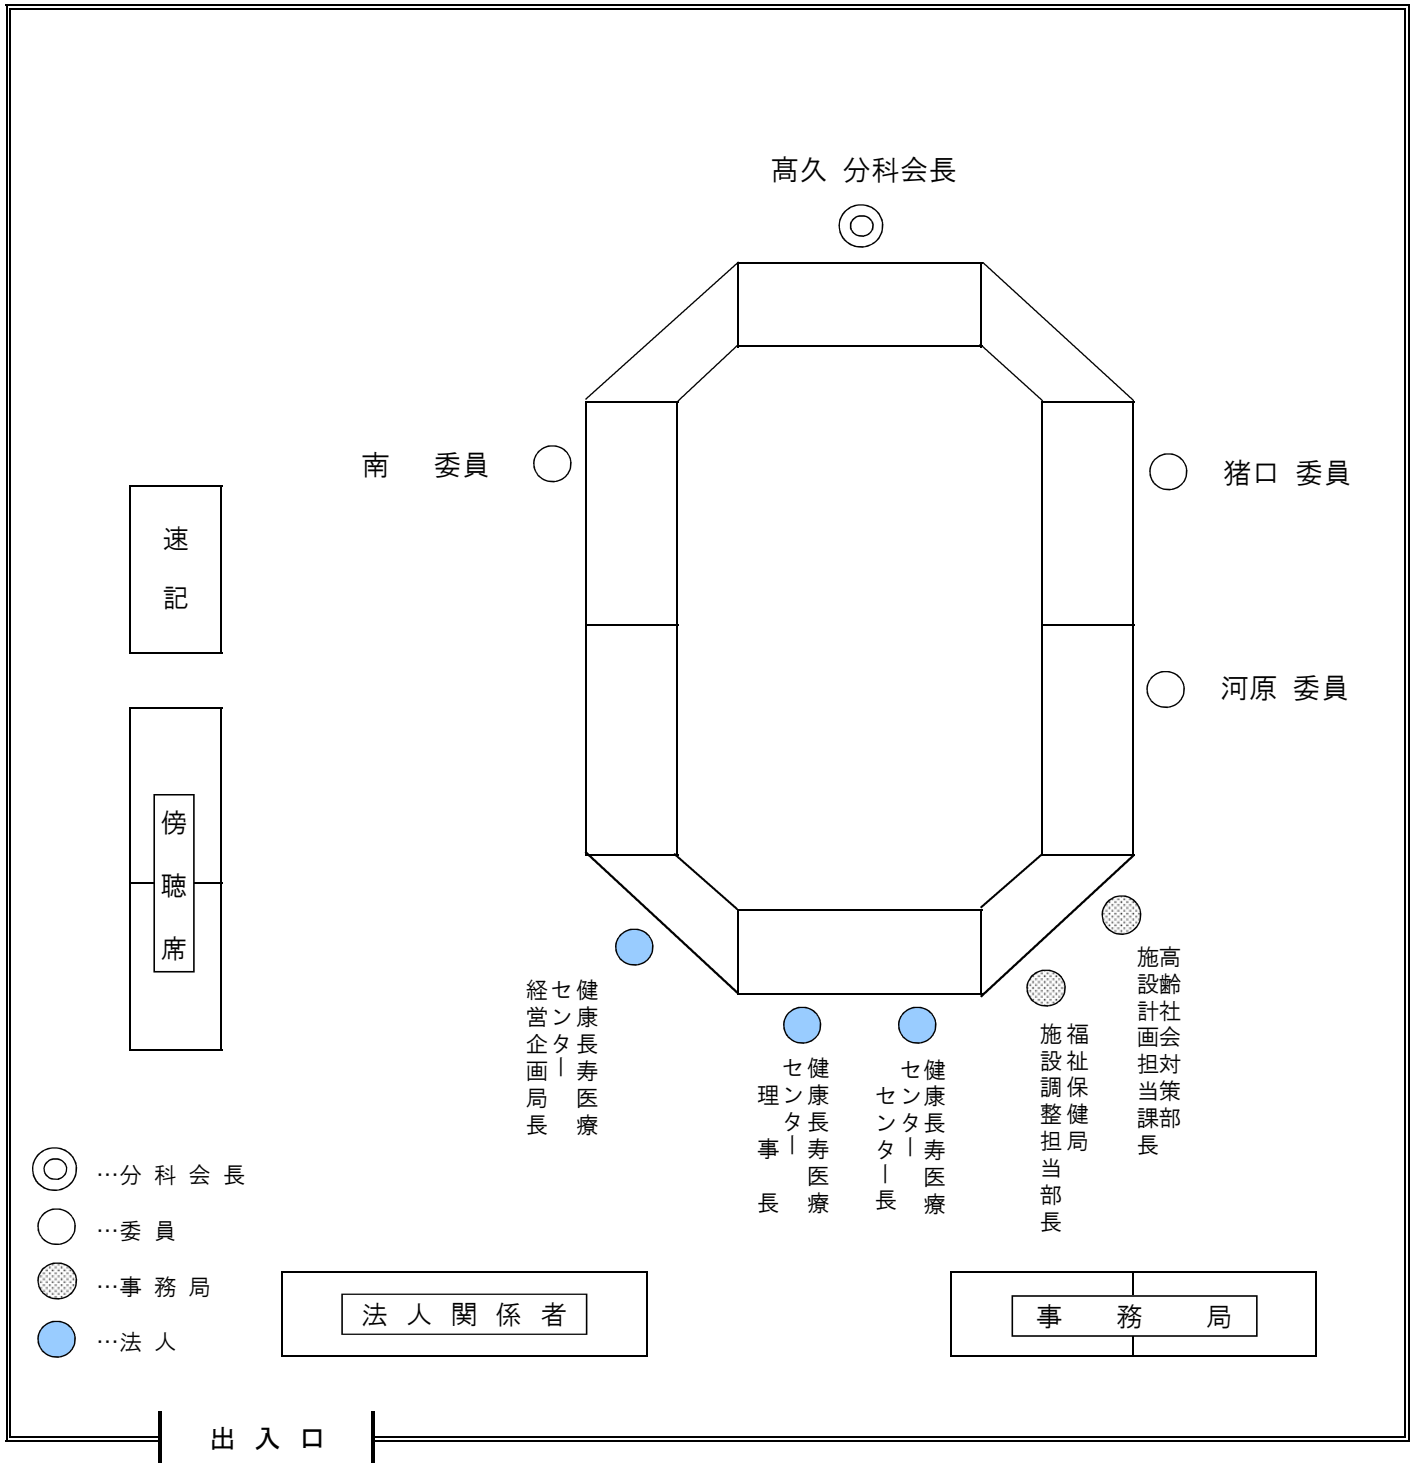 髙久 分科会長
南 委員
猪口 委員
速記
河原 委員
傍聴席
高齢社会対策部
施設計画担当課長
健康長寿医療
センター
経営企画局長
福祉保健局
施設調整担当部長
健康長寿医療
センター
理事長
健康長寿医療
センター
センター長
…分科会長
…委員
…事務局
…法人
法人関係者
事務局
出入口